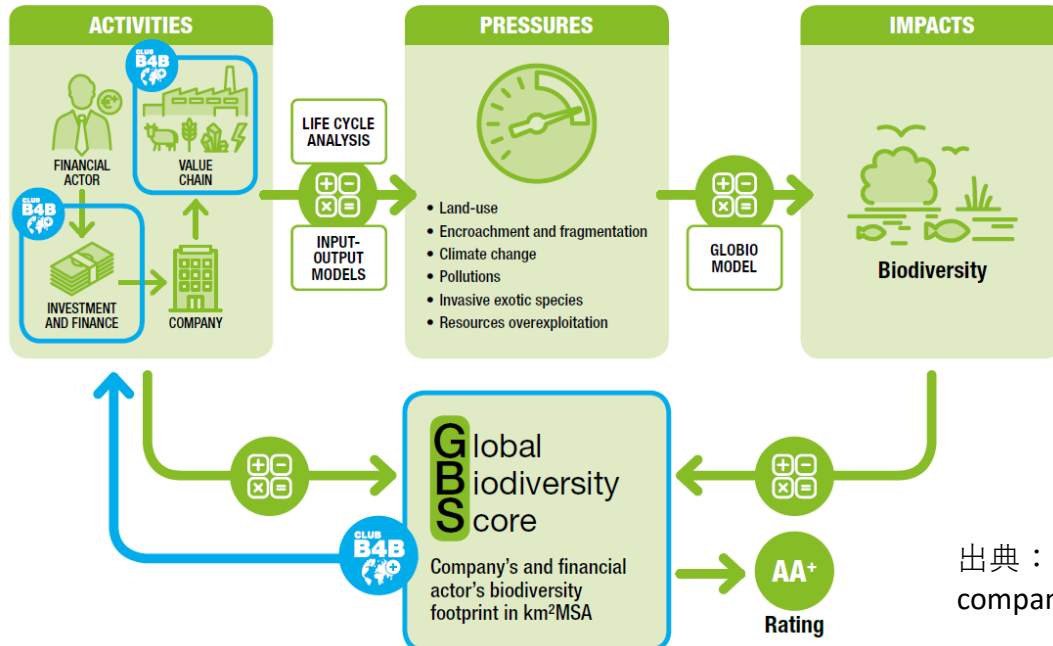 ACTIVITIES
CLUB
B4B
FINANCIAL
ACTOR
VALUE
CHAIN
CLUB
B4B
INVESTMENT
AND FINANCE
COMPANY
LIFE CYCLE
ANALYSIS
INPUT-
OUTPUT
MODELS
PRESSURES
• Land-use
• Encroachment and fragmentation
• Climate change
• Pollutions
• Invasive exotic species
• Resources overexploitation
GLOBIO
MODEL
IMPACTS
Biodiversity
Global
Biodiversity
Score
CLUB
B4B
Company's and financial
actor's biodiversity
footprint in km²MSA
AA+
Rating
出典：
compan